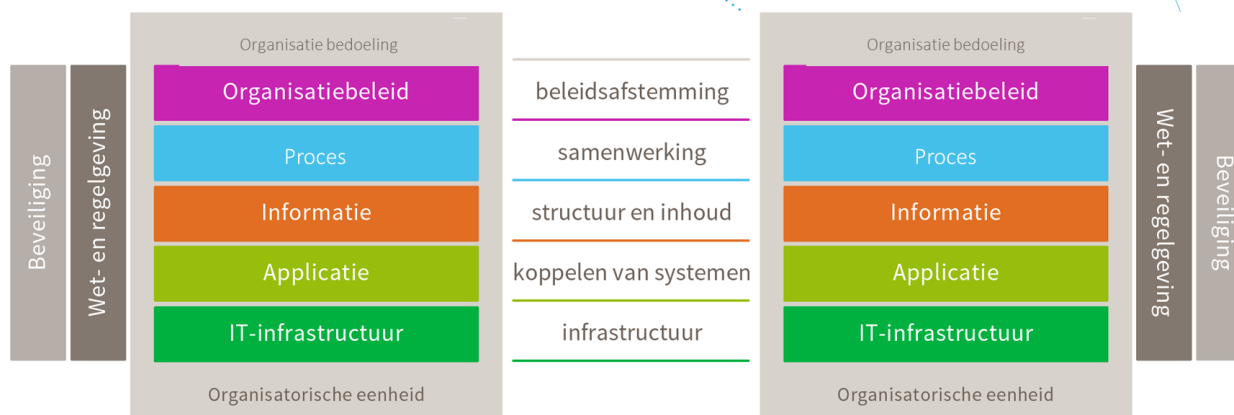 Organisatie bedoeling
Organisatiebeleid
Proces
Informatie
Applicatie
IT-infrastructuur
Organisatorische eenheid
Beveiliging
Wet- en regelgeving
beleidsafstemming
samenwerking
structuur en inhoud
koppelen van systemen
infrastructuur
Organisatie bedoeling
Organisatiebeleid
Proces
Informatie
Applicatie
IT-infrastructuur
Organisatorische eenheid
Wet- en regelgeving
Beveiliging